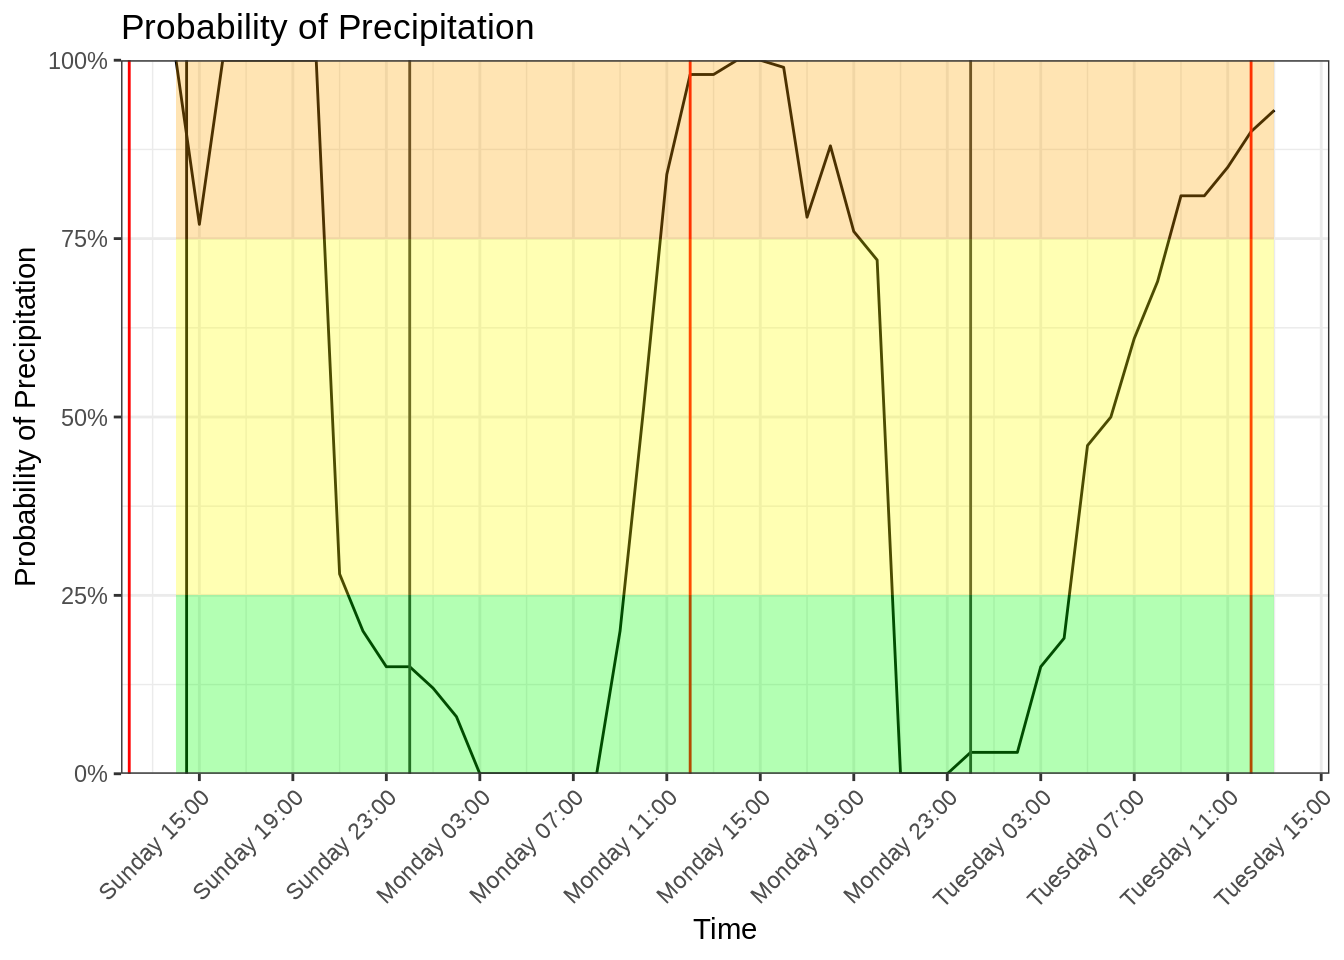 Probability of Precipitation
Probability of Precipitation
100%
75%
50%
25%
0%
Sunday 15:00
Sunday 19:00
Sunday 23:00
Monday 03:00
Monday 07:00
Monday 11:00
Monday 15:00
Monday 19:00
Monday 23:00
Tuesday 03:00
Tuesday 07:00
Tuesday 11:00
Tuesday 15:00
Time